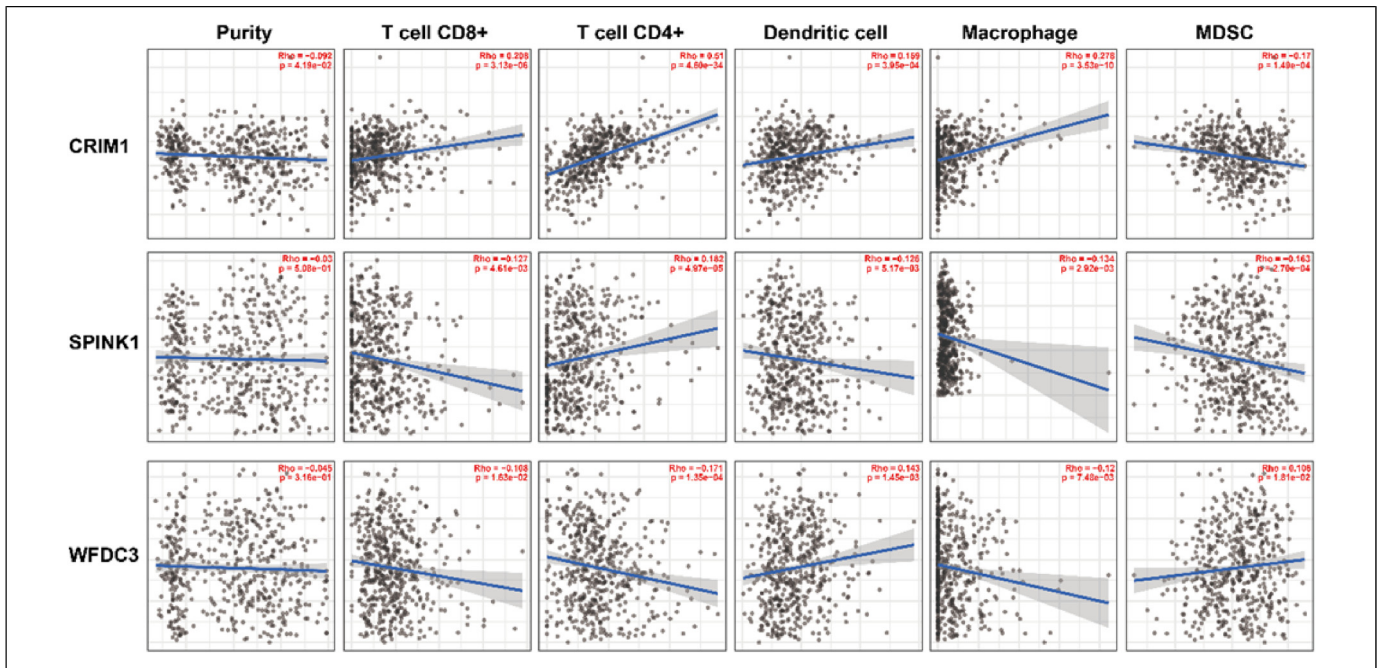 Purity T cell CD8+ T cell CD4+ Dendritic cell Macrophage MDSC
CRIM1
Rho = −0.092
p = 4.19e−02
Rho = 0.206
p = 3.13e−06
Rho = 0.51
p = 4.60e−34
Rho = 0.159
p = 3.95e−04
Rho = 0.276
p = 3.53e−10
Rho = −0.17
p = 1.49e−04
SPINK1
Rho = −0.03
p = 5.08e−01
Rho = −0.127
p = 4.61e−03
Rho = 0.182
p = 4.97e−05
Rho = −0.126
p = 5.17e−03
Rho = −0.134
p = 2.92e−03
Rho = −0.163
p = 2.70e−04
WFDC3
Rho = −0.045
p = 3.16e−01
Rho = −0.108
p = 1.63e−02
Rho = −0.171
p = 1.35e−04
Rho = 0.143
p = 1.45e−03
Rho = −0.12
p = 7.48e−03
Rho = 0.106
p = 1.81e−02